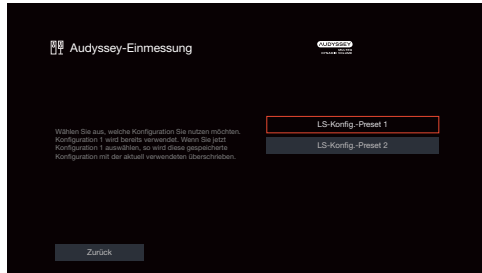 Audyssey-Einmessung
AUDYSSEY
LS-Konfig.-Preset 1
Wählen Sie aus, welche Konfiguration Sie nutzen möchten.
Konfiguration 1 wird bereits verwendet. Wenn Sie jetzt
Konfiguration 1 auswählen, so wird diese gespeicherte
Konfiguration mit der aktuell verwendeten überschrieben.
LS-Konfig.-Preset 2
Zurück